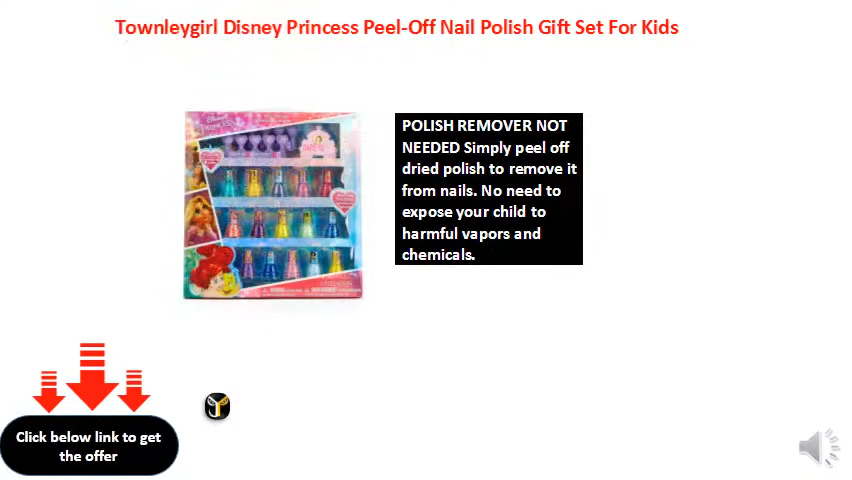 Townleygirl Disney Princess Peel-Off Nail Polish Gift Set For Kids
POLISH REMOVER NOT
NEEDED Simply peel off
dried polish to remove it
from nails. No need to
expose your child to
harmful vapors and
chemicals.
Click below link to get
the offer